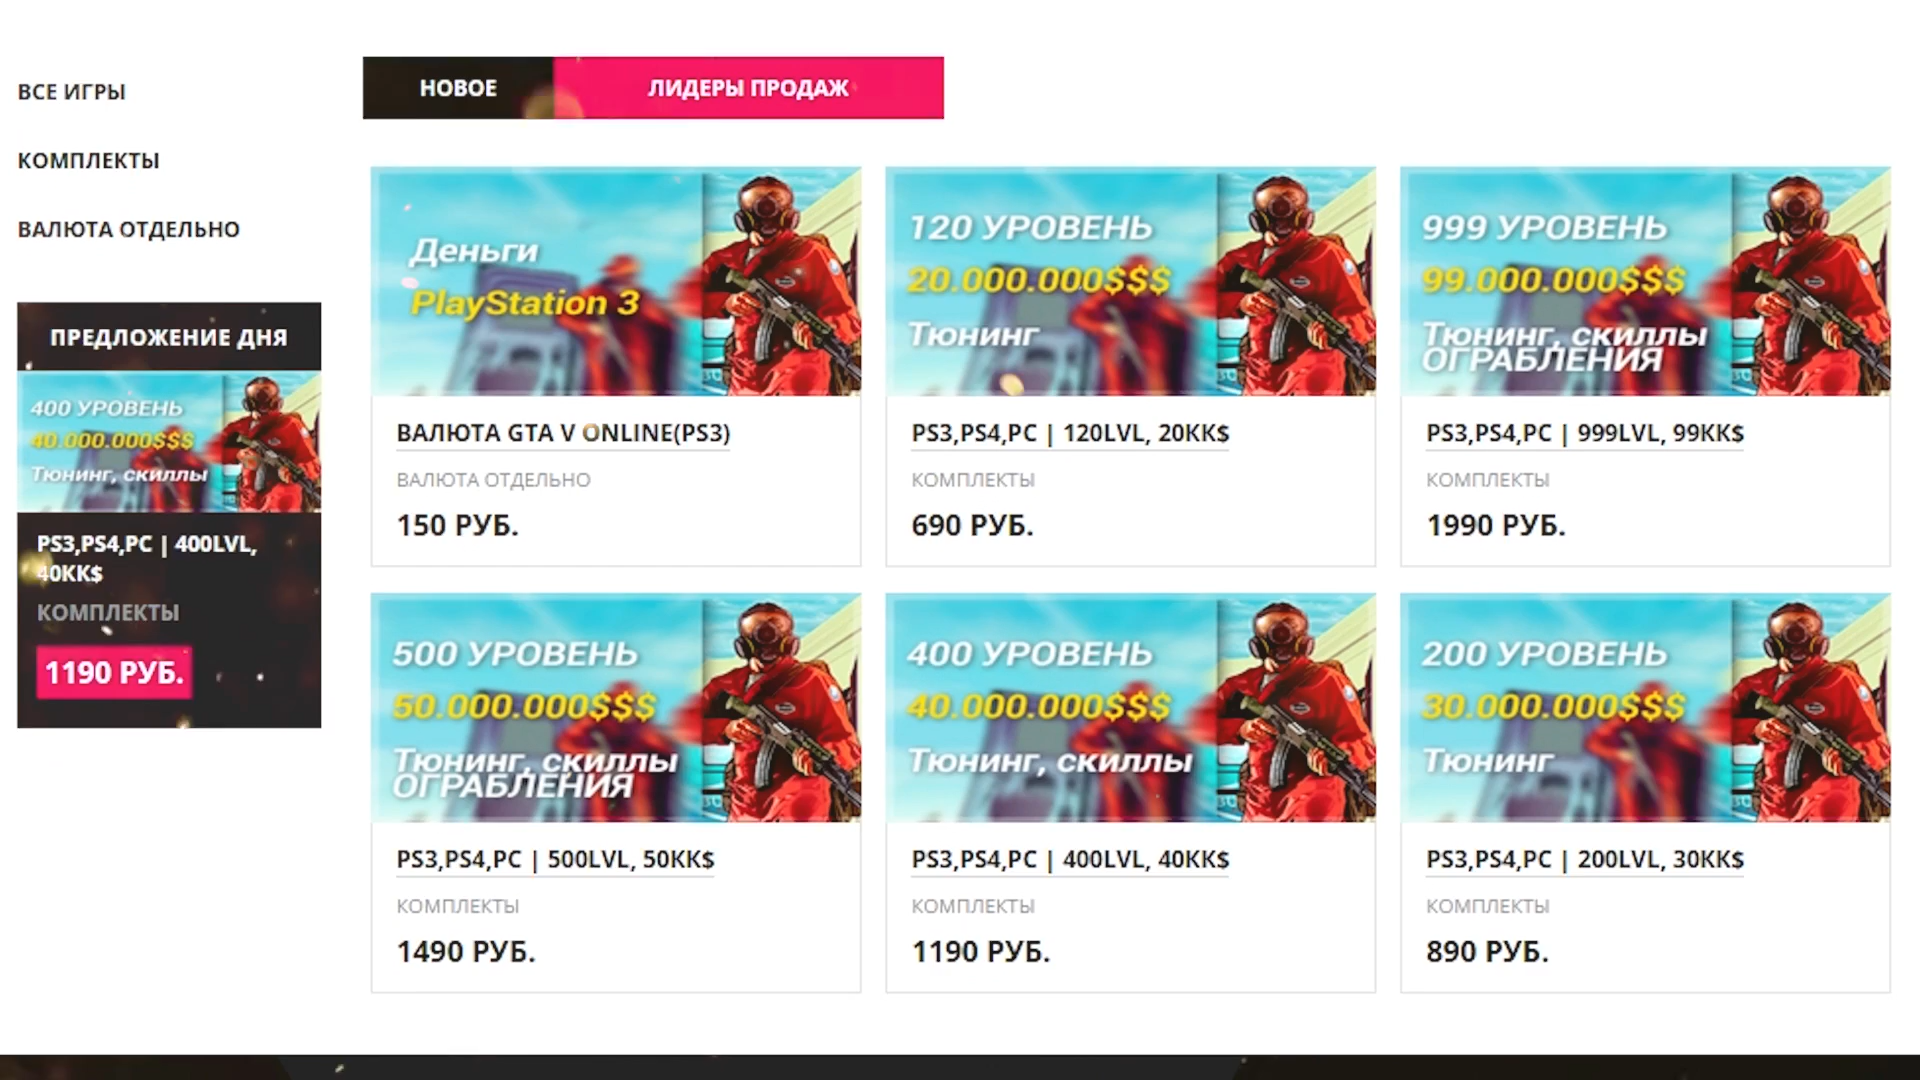 ВСЕ ИГРЫ
КОМПЛЕКТЫ
ВАЛЮТА ОТДЕЛЬНО
ПРЕДЛОЖЕНИЕ ДНЯ
400 УРОВЕНЬ
40.000.000$$$
Тюнинг, скиллы
PS3,PS4,PC | 400LVL,
40KK$
КОМПЛЕКТЫ
1190 РУБ.
НОВОЕ
ЛИДЕРЫ ПРОДАЖ
Деньги
PlayStation 3
ВАЛЮТА GTA V ONLINE(PS3)
ВАЛЮТА ОТДЕЛЬНО
150 РУБ.
120 УРОВЕНЬ
20.000.000$$$
Тюнинг
PS3,PS4,PC | 120LVL, 20KK$
КОМПЛЕКТЫ
690 РУБ.
999 УРОВЕНЬ
99.000.000$$$
Тюнинг, скиллы
ОГРАБЛЕНИЯ
PS3,PS4,PC | 999LVL, 99KK$
КОМПЛЕКТЫ
1990 РУБ.
500 УРОВЕНЬ
50.000.000$$$
Тюнинг, скиллы
ОГРАБЛЕНИЯ
PS3,PS4,PC | 500LVL, 50KK$
КОМПЛЕКТЫ
1490 РУБ.
400 УРОВЕНЬ
40.000.000$$$
Тюнинг, скиллы
PS3,PS4,PC | 400LVL, 40KK$
КОМПЛЕКТЫ
1190 РУБ.
200 УРОВЕНЬ
30.000.000$$$
Тюнинг
PS3,PS4,PC | 200LVL, 30KK$
КОМПЛЕКТЫ
890 РУБ.